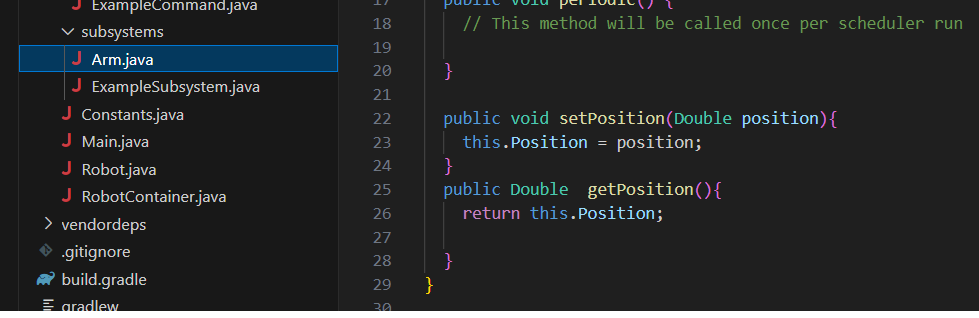 ExampleCommand.java
subsystems
J Arm.java
J ExampleSubsystem.java
J Constants.java
J Main.java
J Robot.java
J RobotContainer.java
vendordeps
.gitignore
build.gradle
gradlew
17 public void periodic() {
18 // This method will be called once per scheduler run
19
20 }
21
22 public void setPosition(Double position){
23 this.Position = position;
24 }
25 public Double  getPosition(){
26 return this.Position;
27
28 }
29 }
30